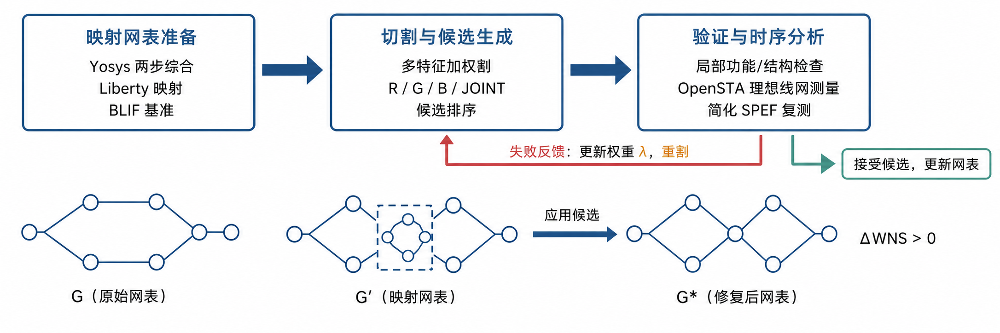 映射网表准备
Yosys 两步综合
Liberty 映射
BLIF 基准
切割与候选生成
多特征加权割
R / G / B / JOINT
候选排序
验证与时序分析
局部功能/结构检查
OpenSTA 理想线网测量
简化 SPEF 复测
失败反馈：更新权重 λ，重割
接受候选，更新网表
应用候选
ΔWNS > 0
G（原始网表）
G′（映射网表）
G*（修复后网表）